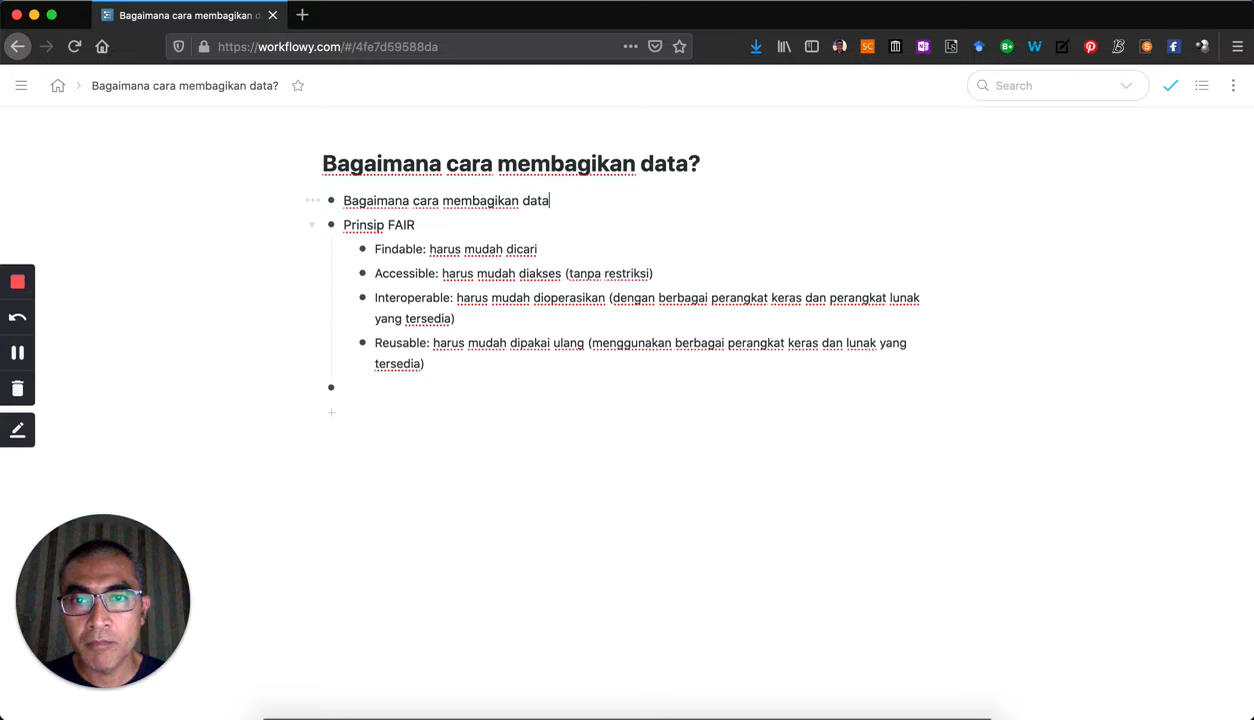 Bagaimana cara membagikan d
https://workflowy.com/#/4fe7d59588da
SC
Bagaimana cara membagikan data?
Search
Bagaimana cara membagikan data?
Bagaimana cara membagikan data
Prinsip FAIR
Findable: harus mudah dicari
Accessible: harus mudah diakses (tanpa restriksi)
Interoperable: harus mudah dioperasikan (dengan berbagai perangkat keras dan perangkat lunak
yang tersedia)
Reusable: harus mudah dipakai ulang (menggunakan berbagai perangkat keras dan lunak yang
tersedia)